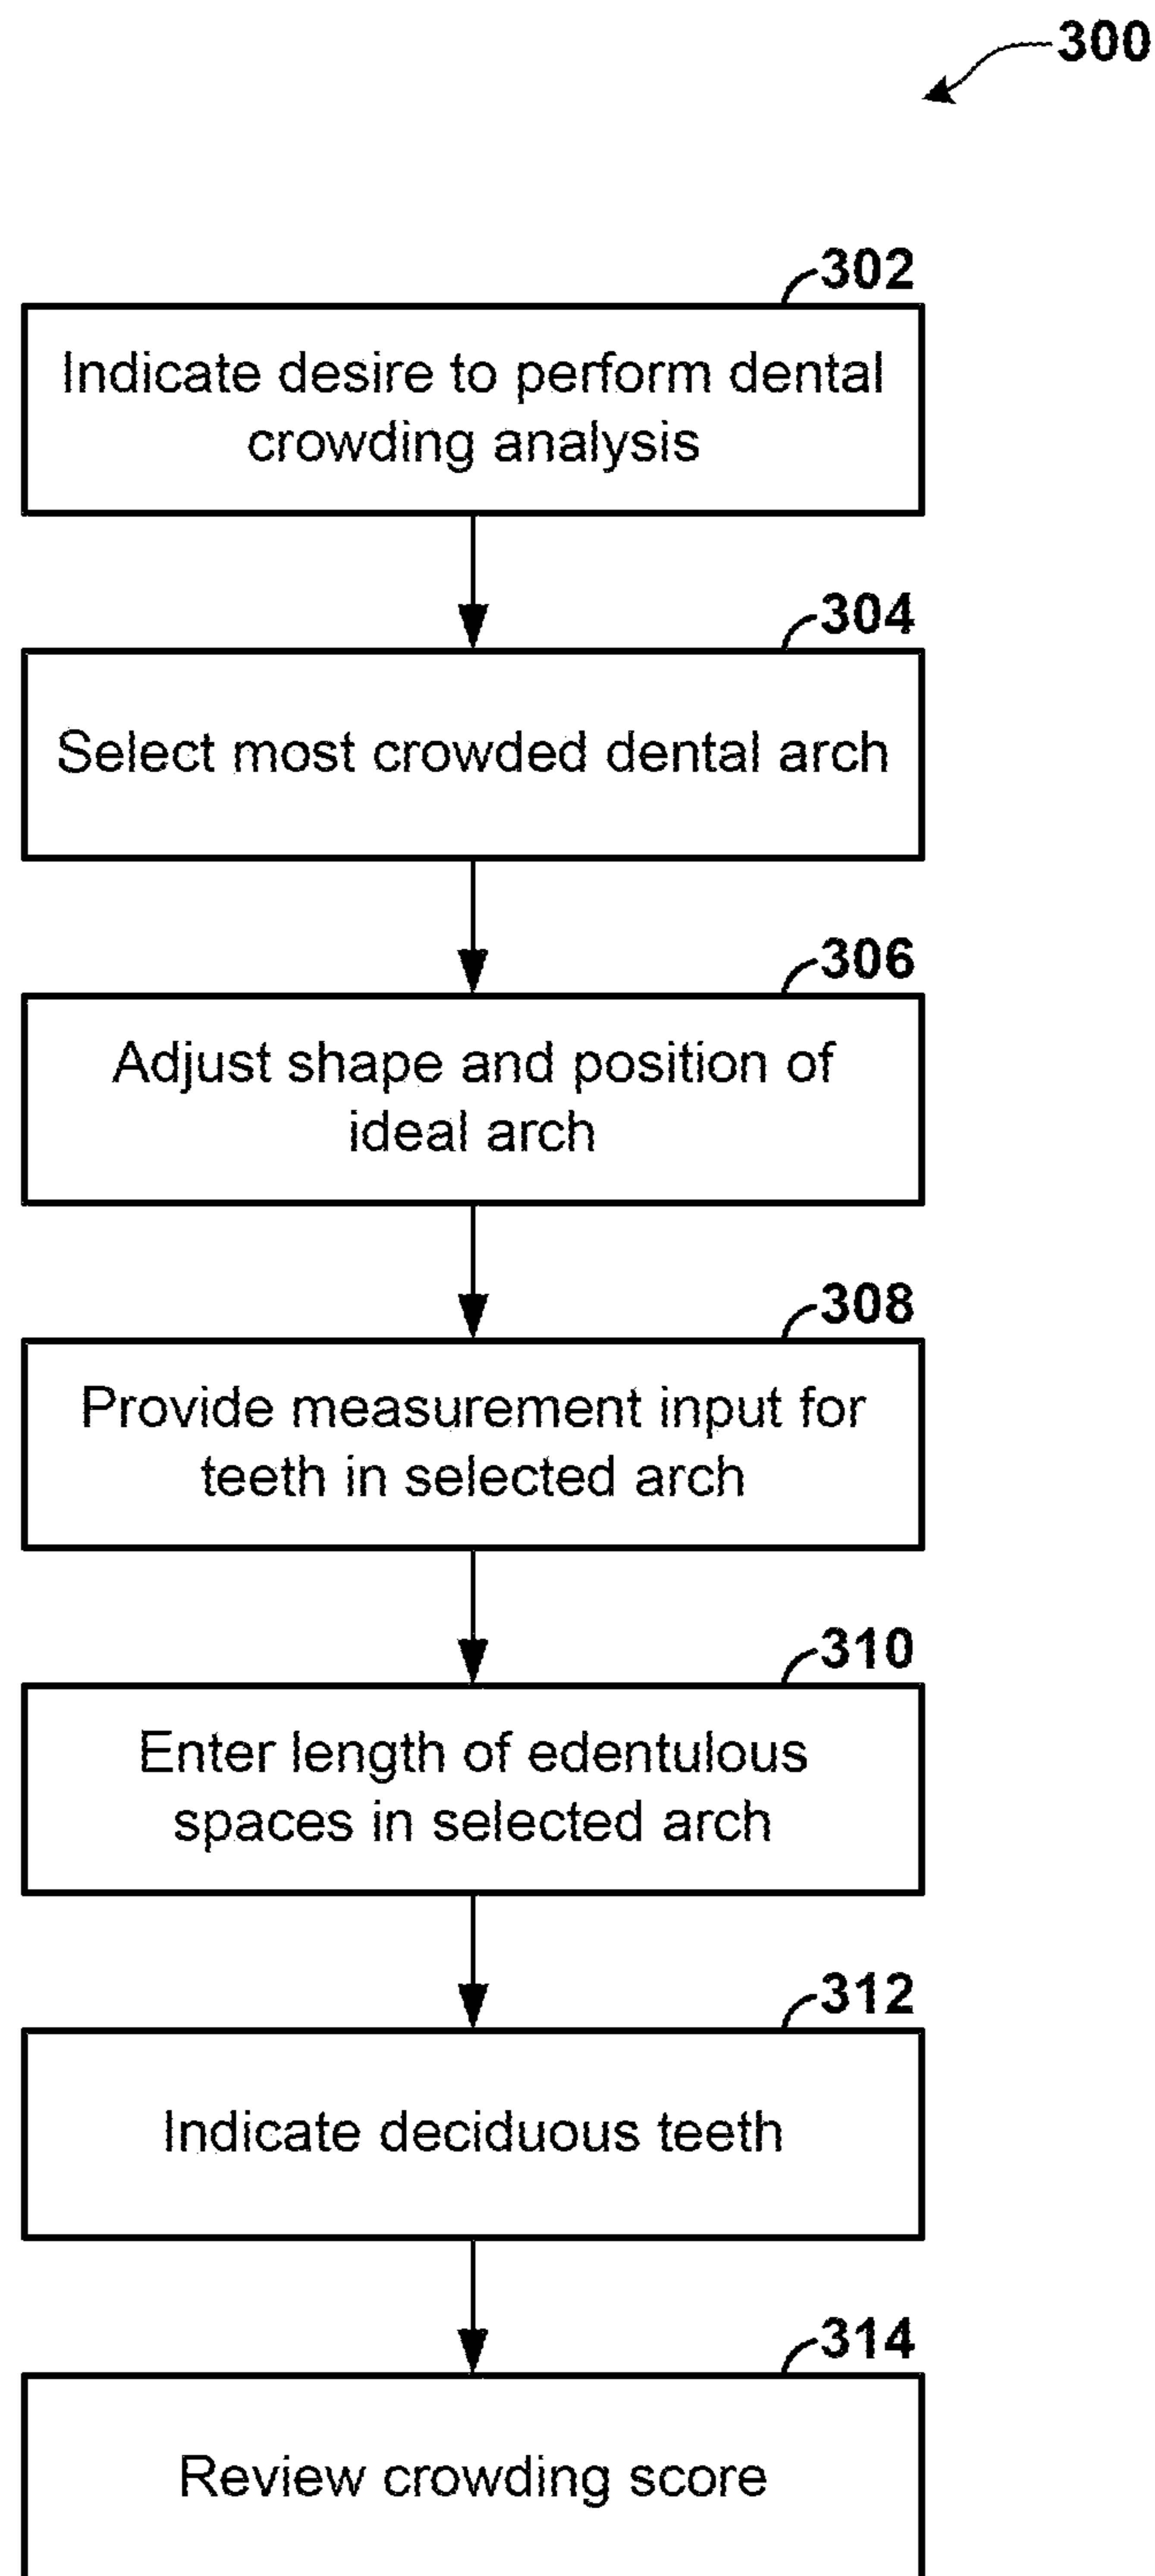 300
302
Indicate desire to perform dental
crowding analysis
304
Select most crowded dental arch
306
Adjust shape and position of
ideal arch
308
Provide measurement input for
teeth in selected arch
310
Enter length of edentulous
spaces in selected arch
312
Indicate deciduous teeth
314
Review crowding score